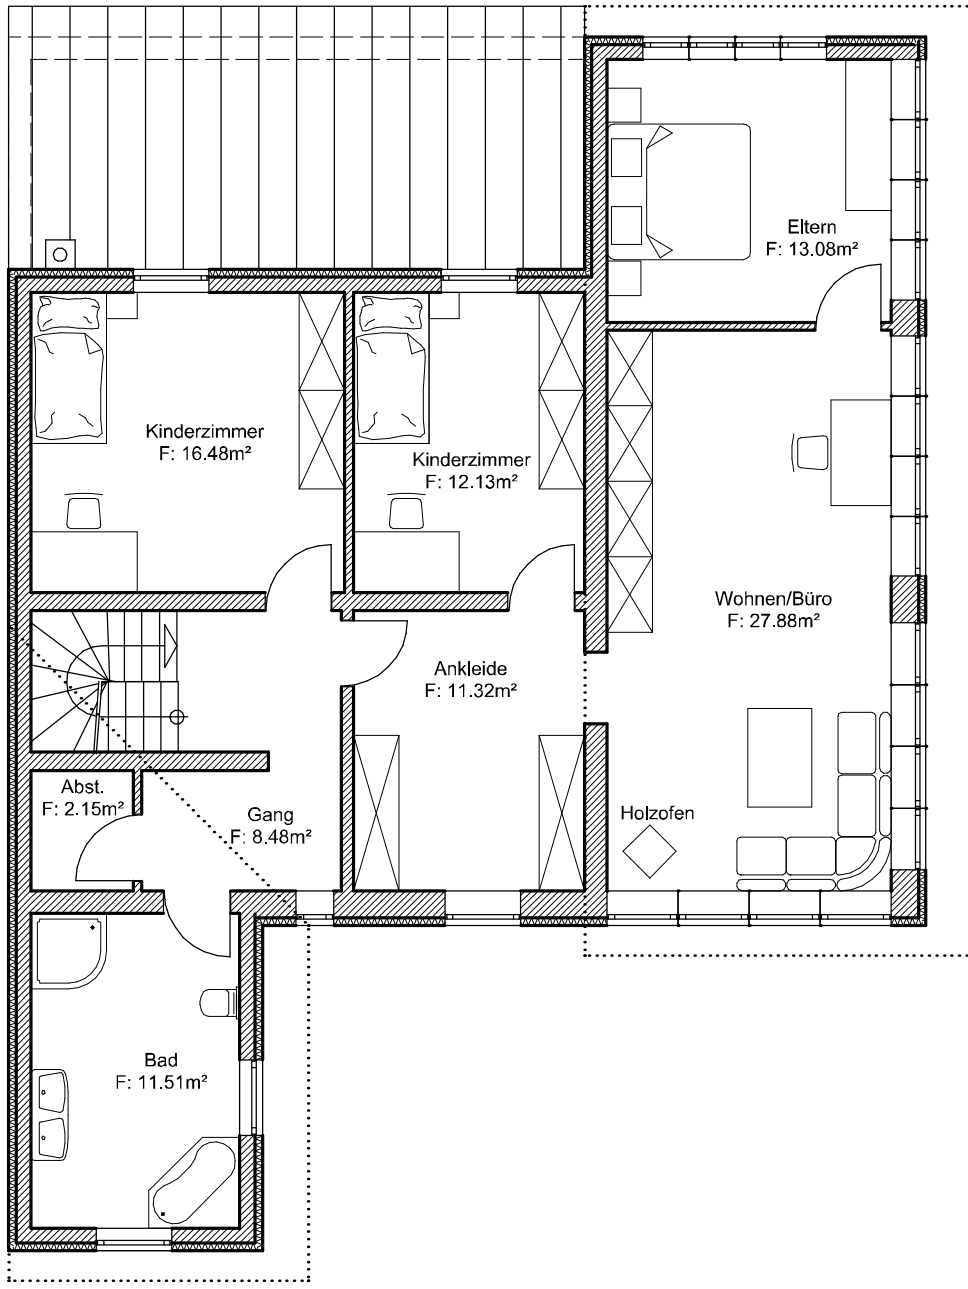 Eltern
F: 13.08m²
Kinderzimmer
F: 16.48m²
Kinderzimmer
F: 12.13m²
Wohnen/Büro
F: 27.88m²
Ankleide
F: 11.32m²
Abst.
F: 2.15m²
Gang
F: 8.48m²
Holzofen
Bad
F: 11.51m²